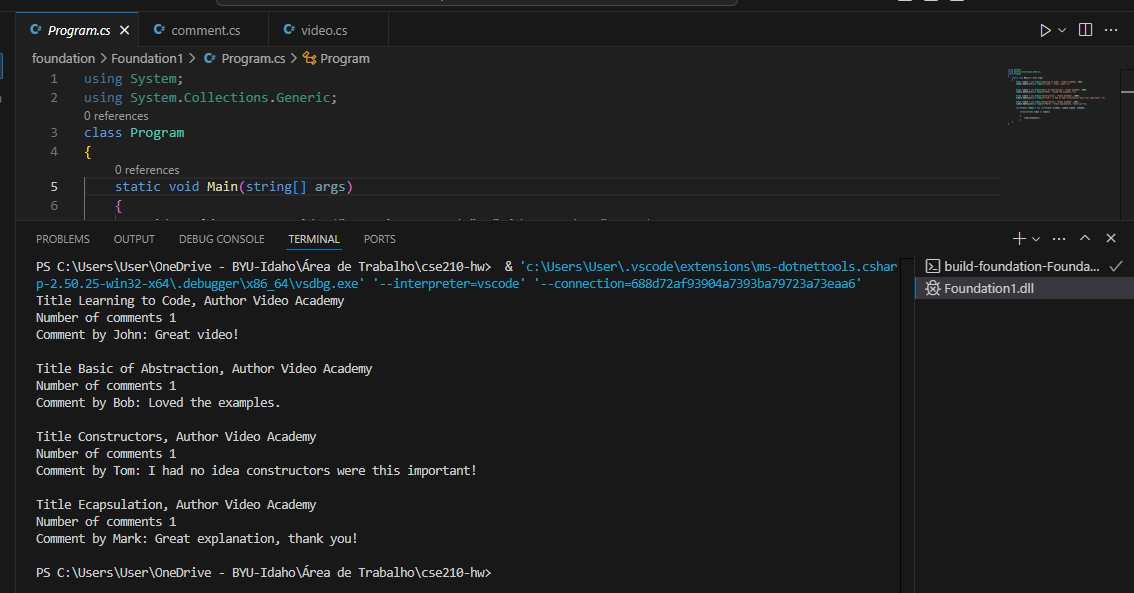 Program.cs
comment.cs
video.cs
foundation > Foundation1 > Program.cs > Program
1 using System;
2 using System.Collections.Generic;
0 references
3 class Program
4 {
0 references
5 static void Main(string[] args)
6 {
PROBLEMS OUTPUT DEBUG CONSOLE TERMINAL PORTS
PS C:\Users\User\OneDrive - BYU-Idaho\Área de Trabalho\cse210-hw>  & 'c:\Users\User\.vscode\extensions\ms-dotnettools.cshar
p-2.50.25-win32-x64\.debugger\x86_64\vsdbg.exe' '--interpreter=vscode' '--connection=688d72af93904a7393ba79723a73eaa6'
Title Learning to Code, Author Video Academy
Number of comments 1
Comment by John: Great video!
Title Basic of Abstraction, Author Video Academy
Number of comments 1
Comment by Bob: Loved the examples.
Title Constructors, Author Video Academy
Number of comments 1
Comment by Tom: I had no idea constructors were this important!
Title Ecapsulation, Author Video Academy
Number of comments 1
Comment by Mark: Great explanation, thank you!
PS C:\Users\User\OneDrive - BYU-Idaho\Área de Trabalho\cse210-hw>
build-foundation-Founda...
Foundation1.dll